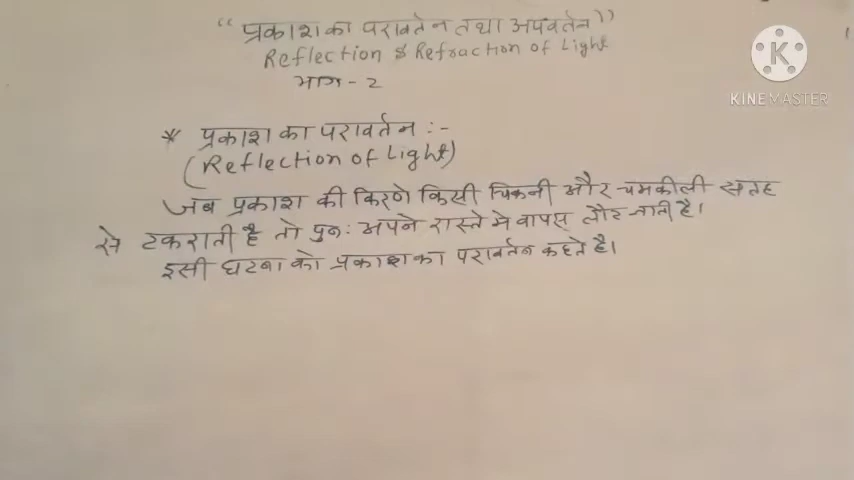 “ प्रकाश का परावर्तन तथा अपवर्तन ”
Reflection & Refraction of Light
भाग - 2
KINEMASTER
* प्रकाश का परावर्तन :-
(Reflection of Light)
जब प्रकाश की किरणे किसी चिकनी और चमकीली सतह
से टकराती है तो पुनः अपने रास्ते मे वापस लौट जाती है।
इसी घटना को प्रकाश का परावर्तन कहते है।